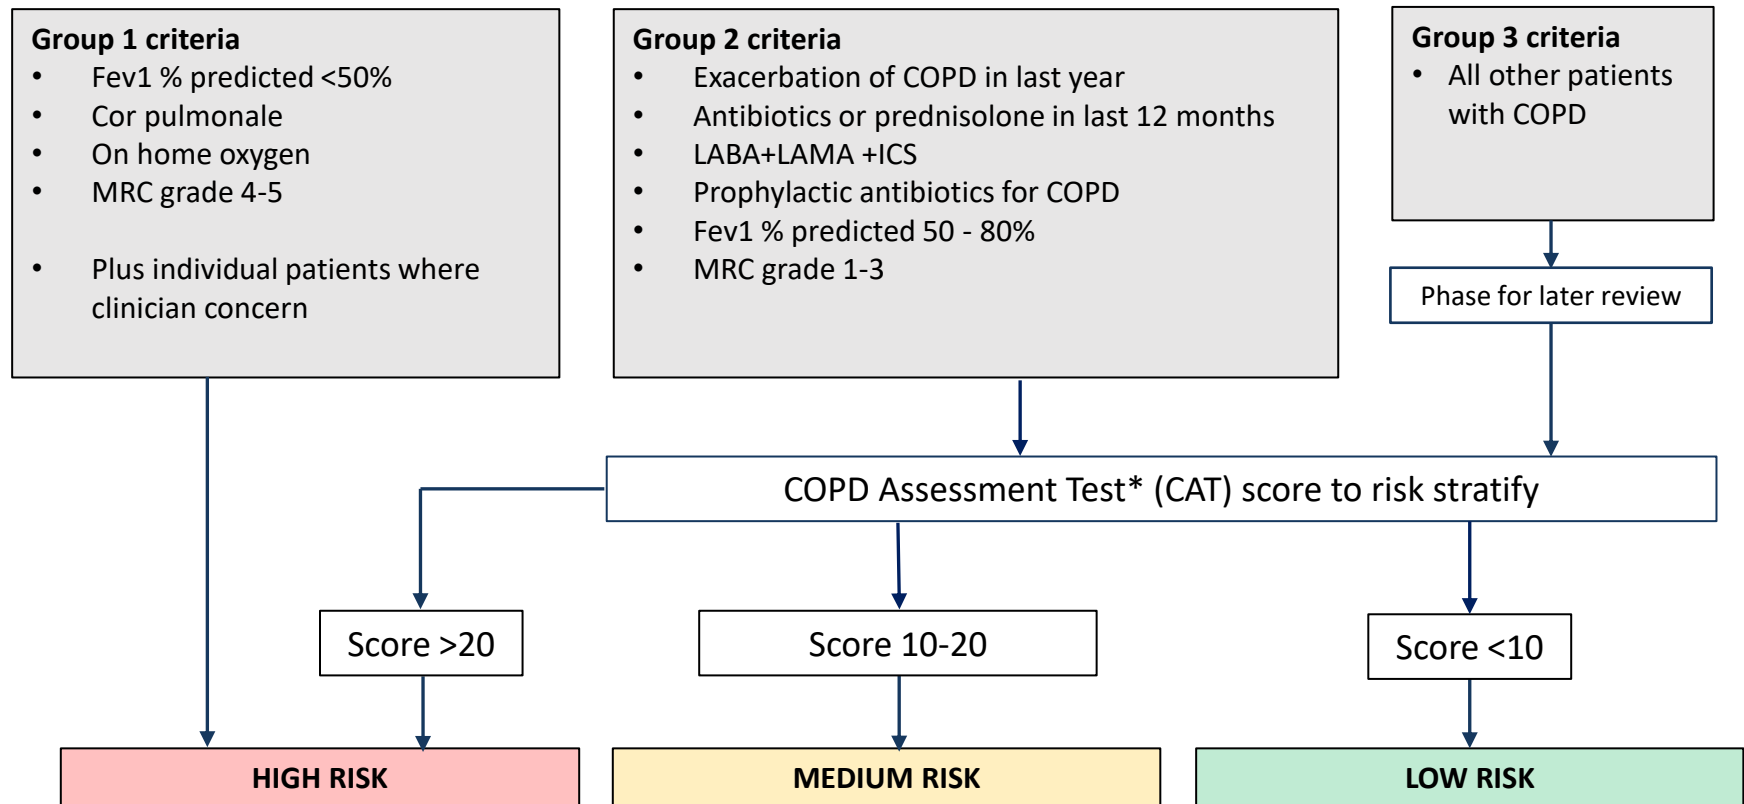 Group 1 criteria
• Fev1 % predicted <50%
• Cor pulmonale
• On home oxygen
• MRC grade 4-5
• Plus individual patients where
clinician concern
Group 2 criteria
• Exacerbation of COPD in last year
• Antibiotics or prednisolone in last 12 months
• LABA+LAMA +ICS
• Prophylactic antibiotics for COPD
• Fev1 % predicted 50 - 80%
• MRC grade 1-3
Group 3 criteria
• All other patients
with COPD
Phase for later review
COPD Assessment Test* (CAT) score to risk stratify
Score >20
Score 10-20
Score <10
HIGH RISK
MEDIUM RISK
LOW RISK